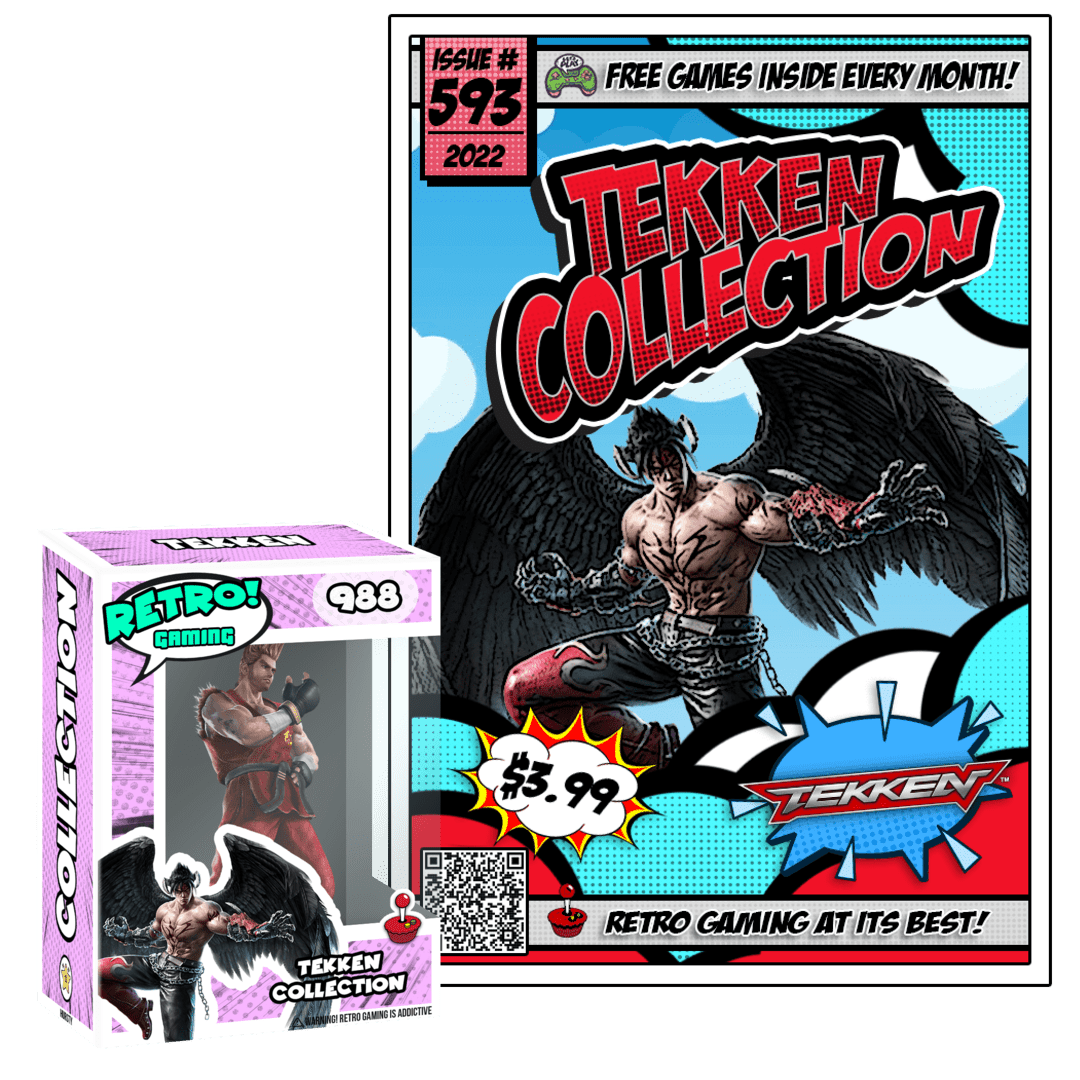 ISSUE #
593
2022
FREE GAMES INSIDE EVERY MONTH!
TEKKEN
COLLECTION
$3.99
TEKKEN™
RETRO GAMING AT ITS BEST!
TEKKEN
RETRO!
GAMING
988
COLLECTION
TEKKEN
COLLECTION
WARNING! RETRO GAMING IS ADDICTIVE